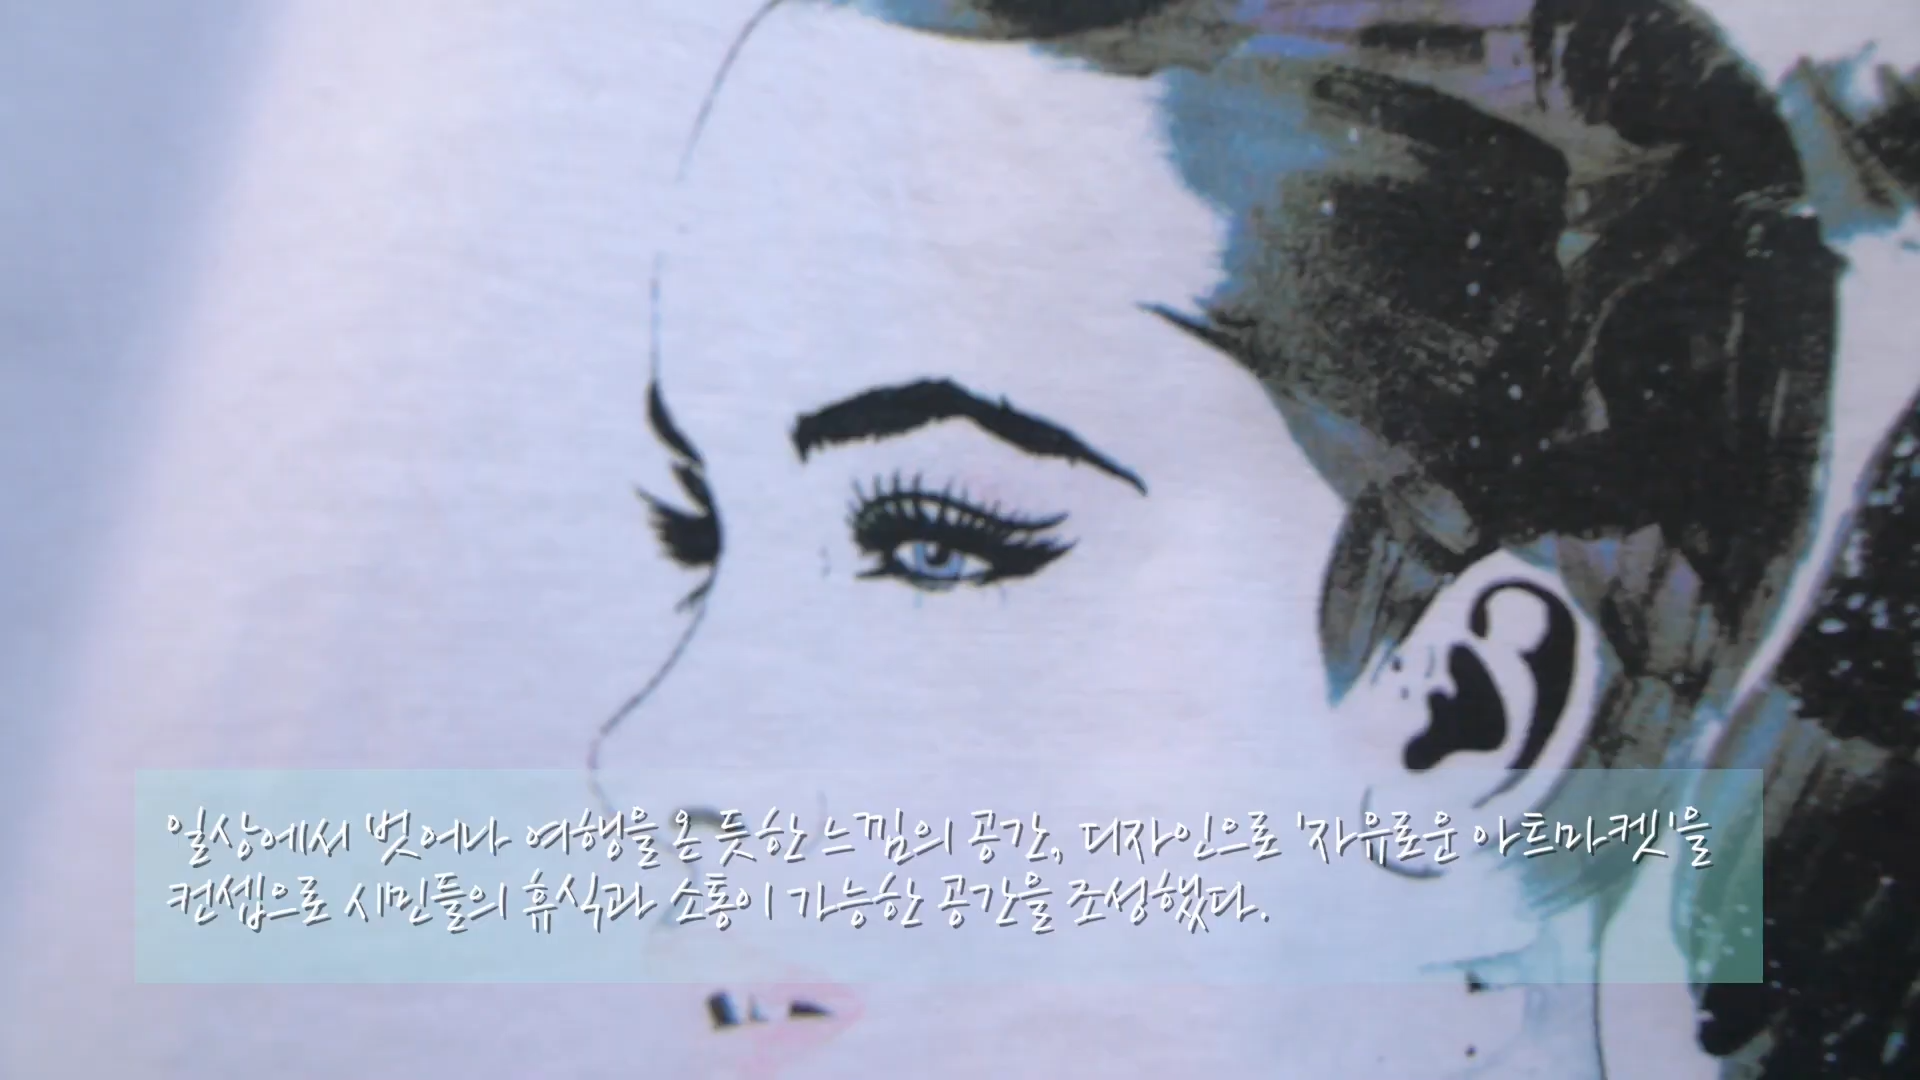 일상에서 벗어나 여행을 온 듯한 느낌의 공간, 디자인으로 '자유로운 아트마켓'을
컨셉으로 시민들의 휴식과 소통이 가능한 공간을 조성했다.